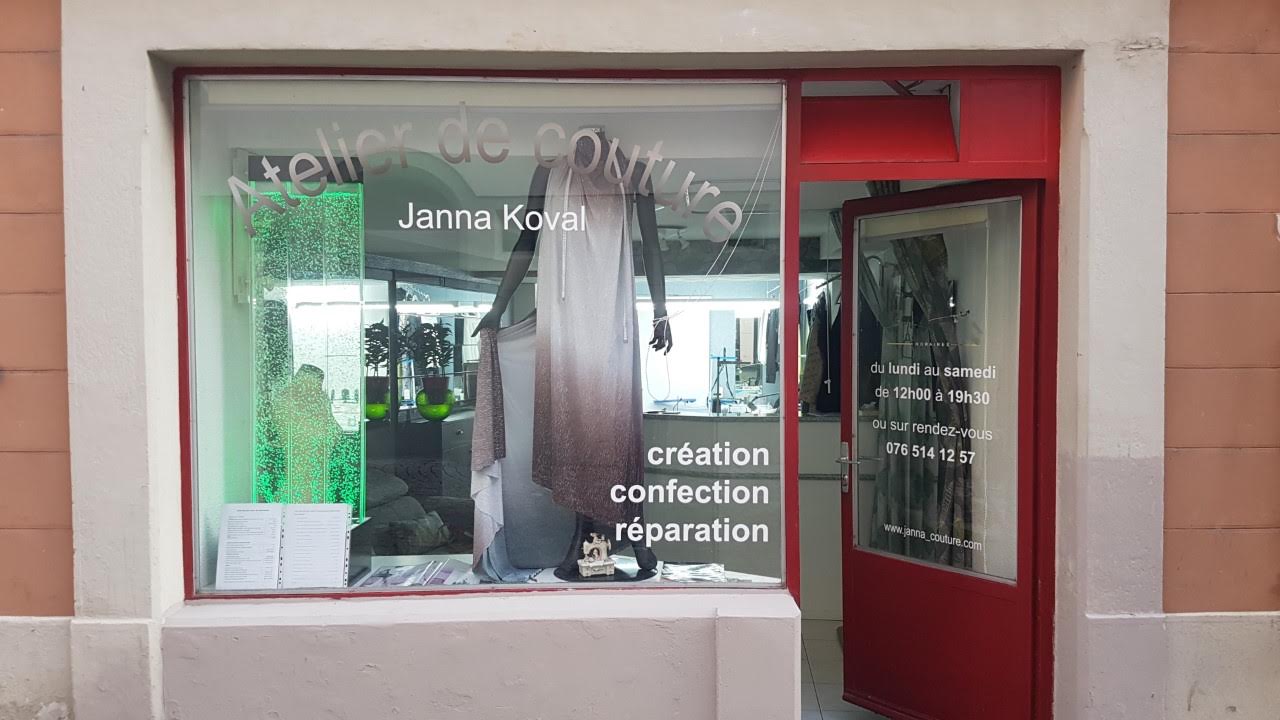 Atelier de couture
Janna Koval
création
confection
réparation
HORAIRES
du lundi au samedi
de 12h00 à 19h30
ou sur rendez-vous
076 514 12 57
www.janna_couture.com